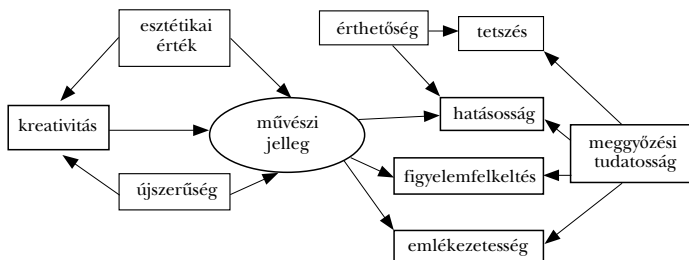 esztétikai
érték
érthetőség
tetszés
kreativitás
művészi
jelleg
hatásosság
meggyőzési
tudatosság
újszerűség
figyelemfelkeltés
emlékezetesség